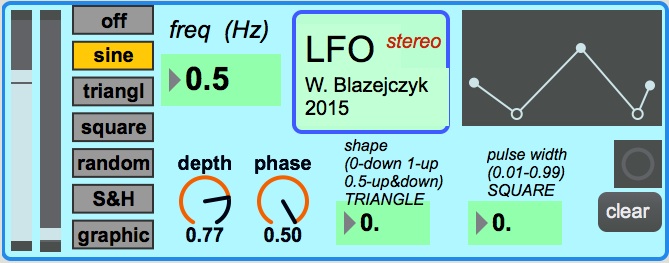 off
sine
triangl
square
random
S&H
graphic
freq (Hz)
0.5
LFO stereo
W. Blazejczyk
2015
depth
0.77
phase
0.50
shape
(0-down 1-up
0.5-up&down)
TRIANGLE
0.
pulse width
(0.01-0.99)
SQUARE
0.
clear